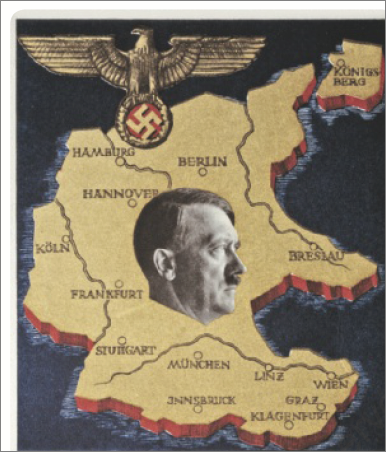 KÖNIGS-
BERG
HAMBURG
BERLIN
HANNOVER
KÖLN
BRESLAU
FRANKFURT
STUTTGART
MÜNCHEN
LINZ
WIEN
INNSBRUCK
GRAZ
KLAGENFURT